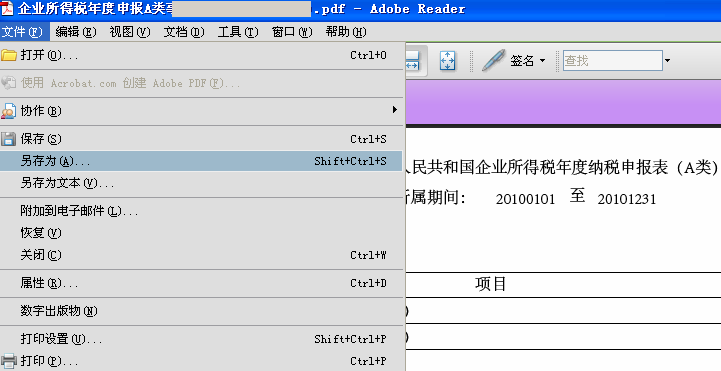 企业所得税年度申报A类 .pdf - Adobe Reader
文件(F) 编辑(E) 视图(V) 文档(D) 工具(T) 窗口(W) 帮助(H)
打开(O)... Ctrl+O
签名
查找
使用 Acrobat.com 创建 Adobe PDF(F)...
协作(B)
保存(S) Ctrl+S
另存为(A)... Shift+Ctrl+S
人民共和国企业所得税年度纳税申报表(A类)
另存为文本(V)...
所属期间: 20100101 至 20101231
附加到电子邮件(L)...
恢复(V)
关闭(C) Ctrl+W
属性(R)... Ctrl+D
项目
数字出版物(N)
)
打印设置(U)... Shift+Ctrl+P
)
打印(P)... Ctrl+P